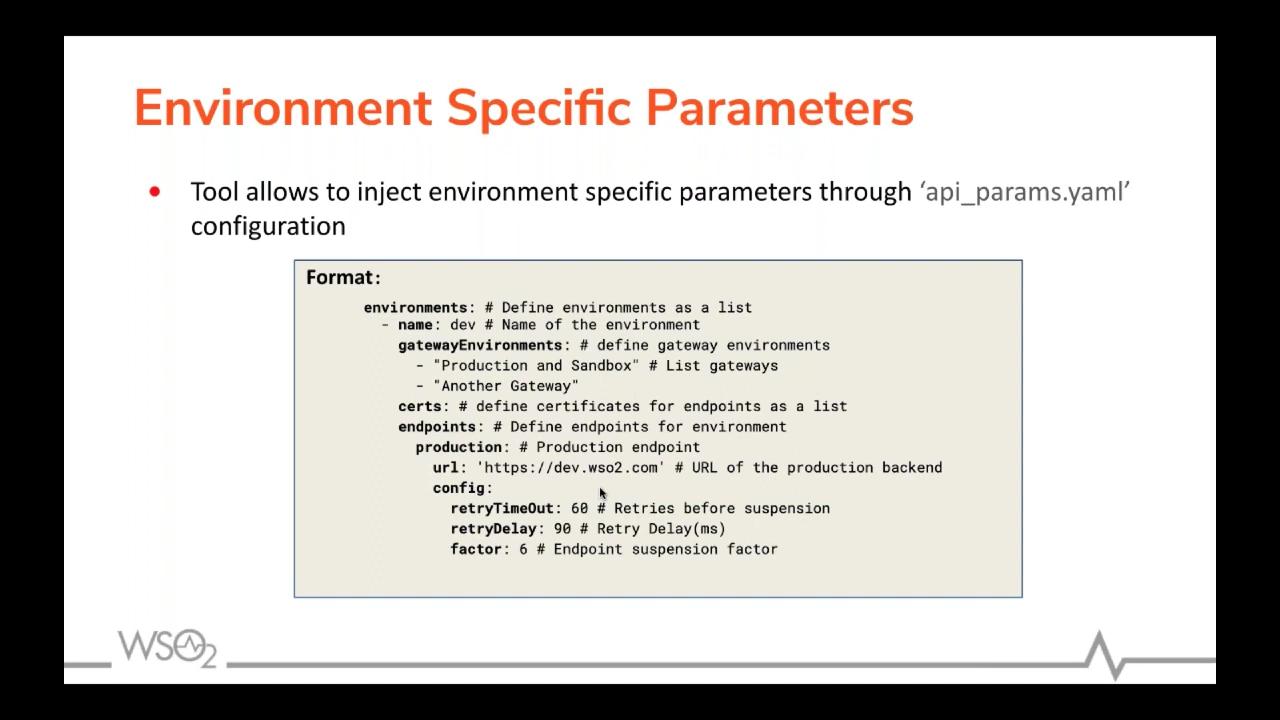 Environment Specific Parameters
• Tool allows to inject environment specific parameters through ‘api_params.yaml’
configuration
Format:
environments: # Define environments as a list
- name: dev # Name of the environment
gatewayEnvironments: # define gateway environments
- "Production and Sandbox" # List gateways
- "Another Gateway"
certs: # define certificates for endpoints as a list
endpoints: # Define endpoints for environment
production: # Production endpoint
url: 'https://dev.wso2.com' # URL of the production backend
config:
retryTimeOut: 60 # Retries before suspension
retryDelay: 90 # Retry Delay(ms)
factor: 6 # Endpoint suspension factor
WSO2